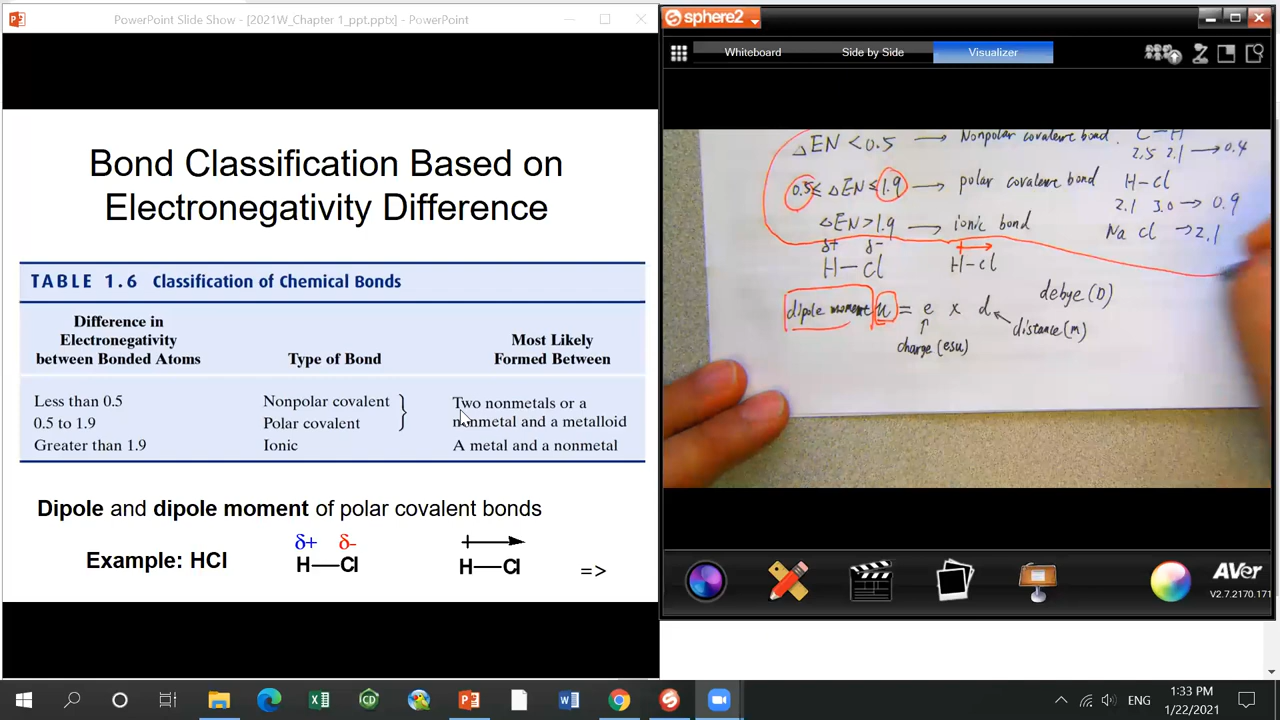 PowerPoint Slide Show - [2021W_Chapter 1_ppt.pptx] - PowerPoint
Bond Classification Based on
Electronegativity Difference
TABLE 1.6 Classification of Chemical Bonds
Difference in
Electronegativity
between Bonded Atoms
Type of Bond
Most Likely
Formed Between
Less than 0.5 Nonpolar covalent } Two nonmetals or a
0.5 to 1.9 Polar covalent nonmetal and a metalloid
Greater than 1.9 Ionic A metal and a nonmetal
Dipole and dipole moment of polar covalent bonds
δ+ δ-
Example: HCl H—Cl H—Cl =>
sphere2
Whiteboard Side by Side Visualizer
△EN < 0.5 → Nonpolar covalent bond. C-H
2.5 2.1 → 0.4
0.5 ≤ △EN ≤ 1.9 → polar covalent bond H-Cl
2.1 3.0 → 0.9
△EN > 1.9 → ionic bond Na Cl → 2.1
δ+ δ-
H-Cl H-Cl
dipole moment u = e x d debye (D)
charge (esu) distance (m)
AVer
V2.7.2170.171
ENG
1:33 PM
1/22/2021